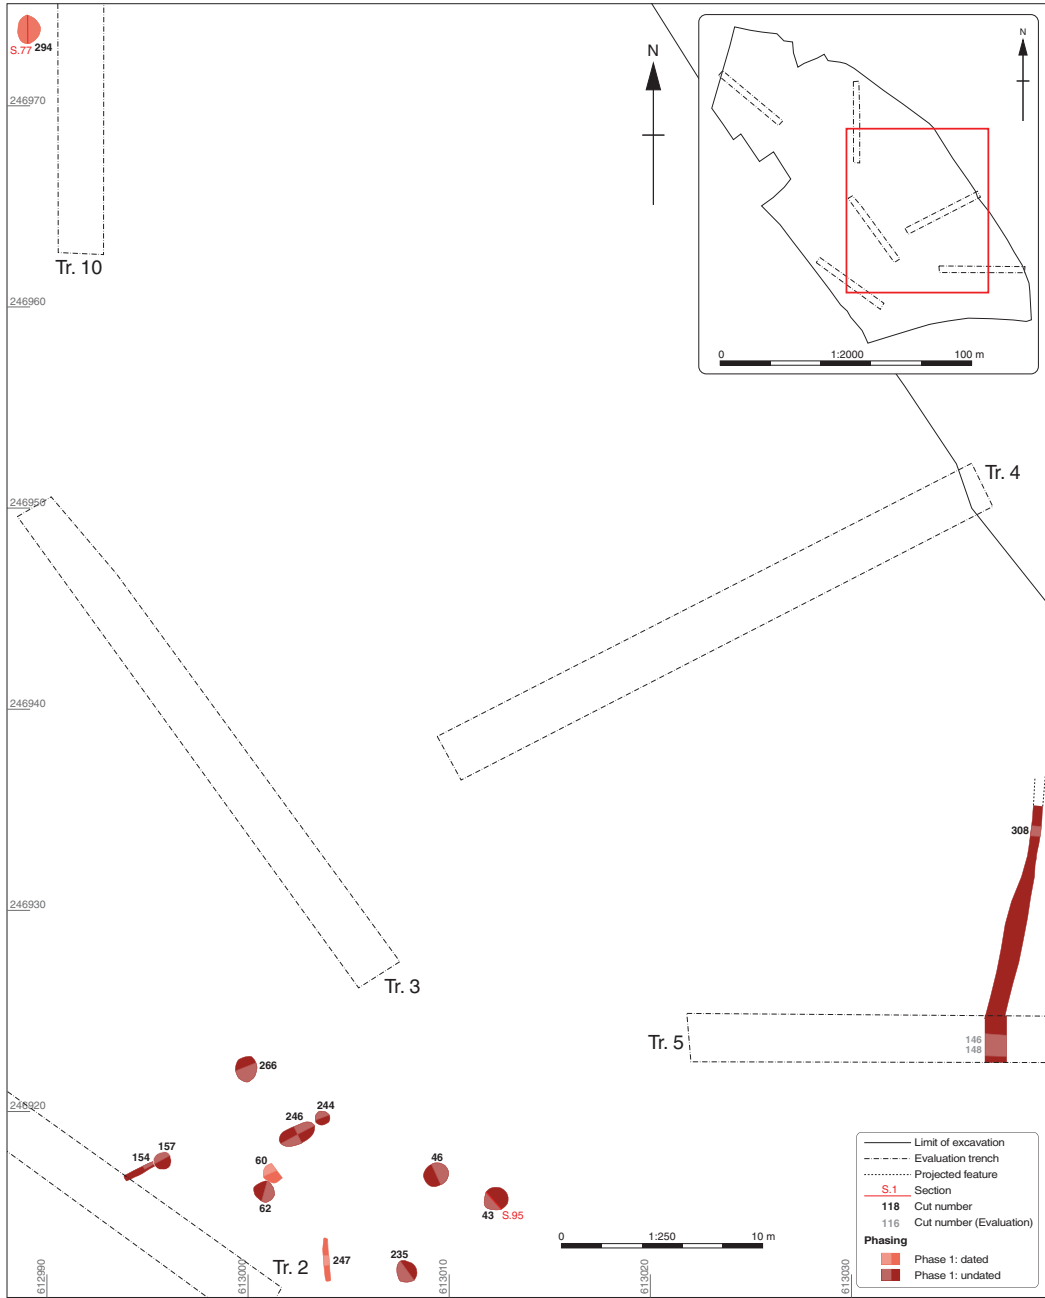 S.77 294
246970
Tr. 10
246960
N
N
0 1:2000 100 m
Tr. 4
246950
246940
308
246930
Tr. 3
Tr. 5
146
148
266
246920
244
246
157
154
60
46
62
43 S.95
247
235
Tr. 2
0 1:250 10 m
612990
613000
613010
613020
613030
Limit of excavation
Evaluation trench
Projected feature
S.1 Section
118 Cut number
116 Cut number (Evaluation)
Phasing
Phase 1: dated
Phase 1: undated